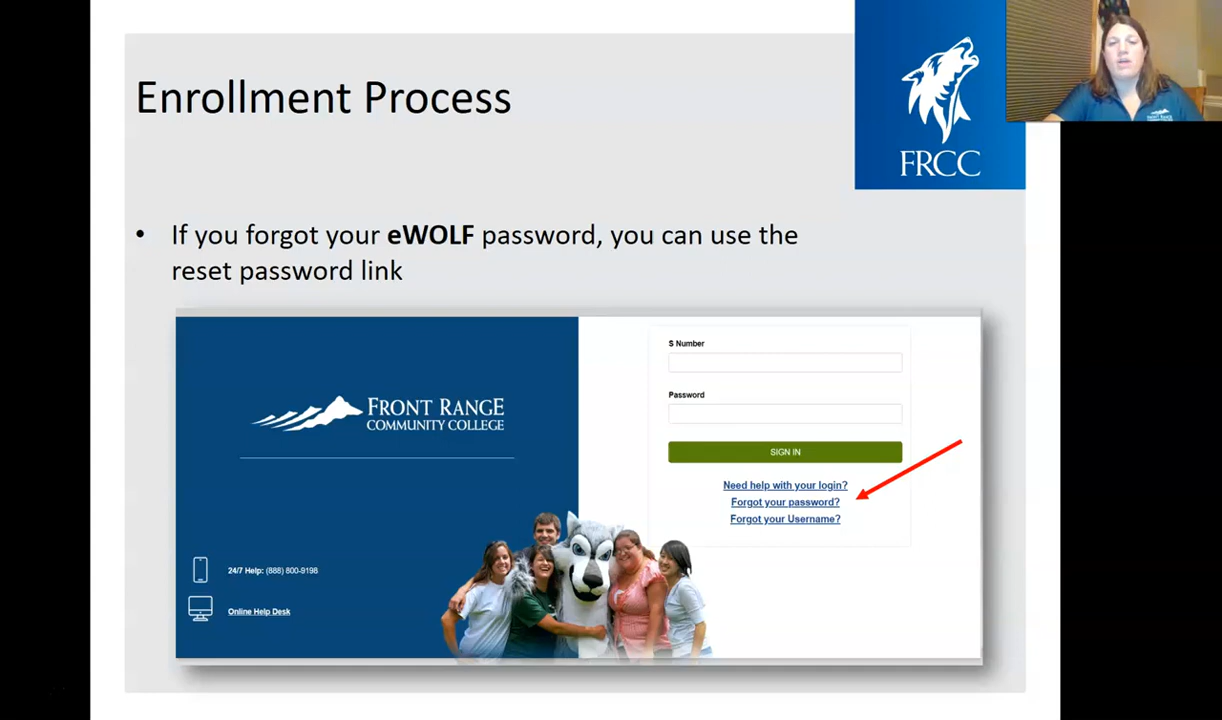 Enrollment Process
FRCC
• If you forgot your eWOLF password, you can use the
reset password link
FRONT RANGE
COMMUNITY COLLEGE
24/7 Help: (888) 800-9198
Online Help Desk
S Number
Password
SIGN IN
Need help with your login?
Forgot your password?
Forgot your Username?